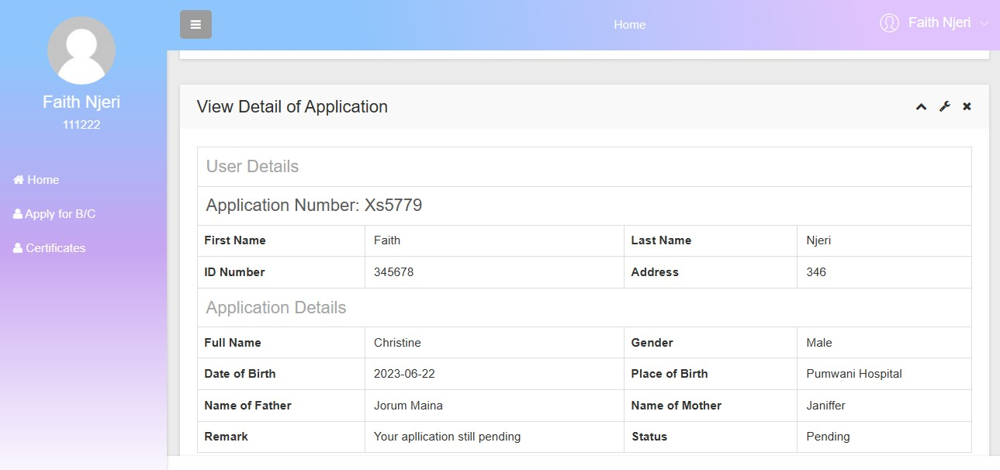 Home
Faith Njeri
Faith Njeri
111222
Home
Apply for B/C
Certificates
View Detail of Application
User Details
Application Number: Xs5779
First Name Faith Last Name Njeri
ID Number 345678 Address 346
Application Details
Full Name Christine Gender Male
Date of Birth 2023-06-22 Place of Birth Pumwani Hospital
Name of Father Jorum Maina Name of Mother Janiffer
Remark Your apllication still pending Status Pending